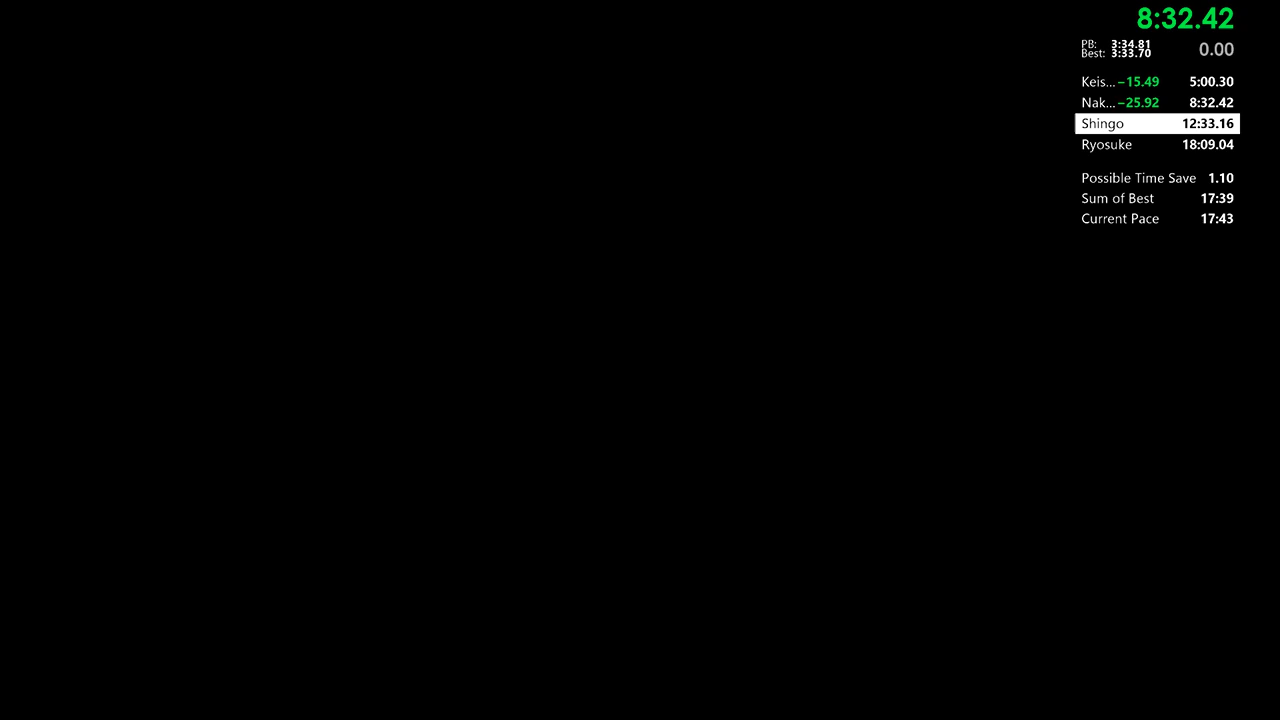 8:32.42
PB: 3:34.81
Best: 3:33.70
0.00
Keis... −15.49 5:00.30
Nak... −25.92 8:32.42
Shingo 12:33.16
Ryosuke 18:09.04
Possible Time Save 1.10
Sum of Best 17:39
Current Pace 17:43